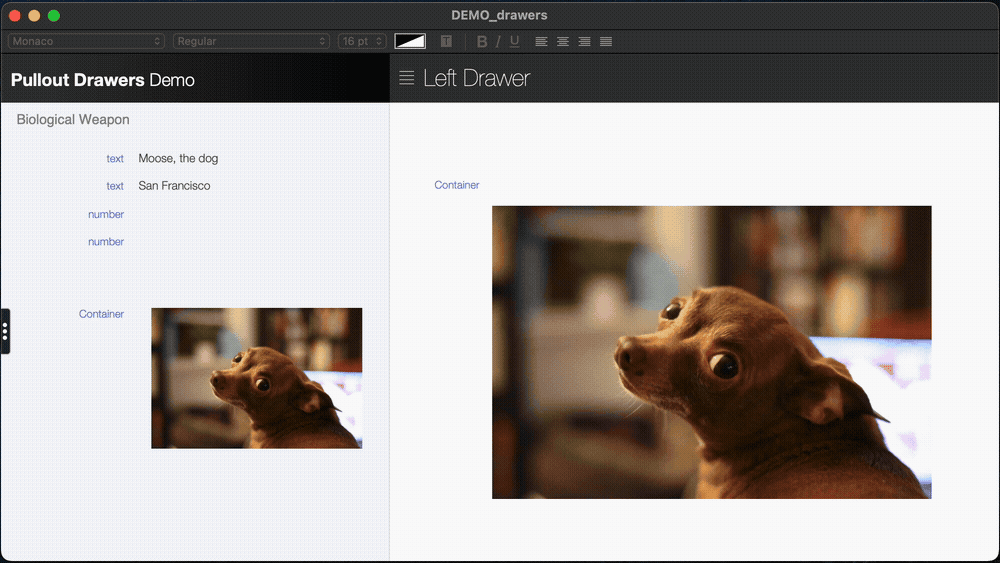 DEMO_drawers
Monaco Regular 16 pt T B I U
Pullout Drawers Demo
Left Drawer
Biological Weapon
text Moose, the dog
text San Francisco
number
number
Container
Container